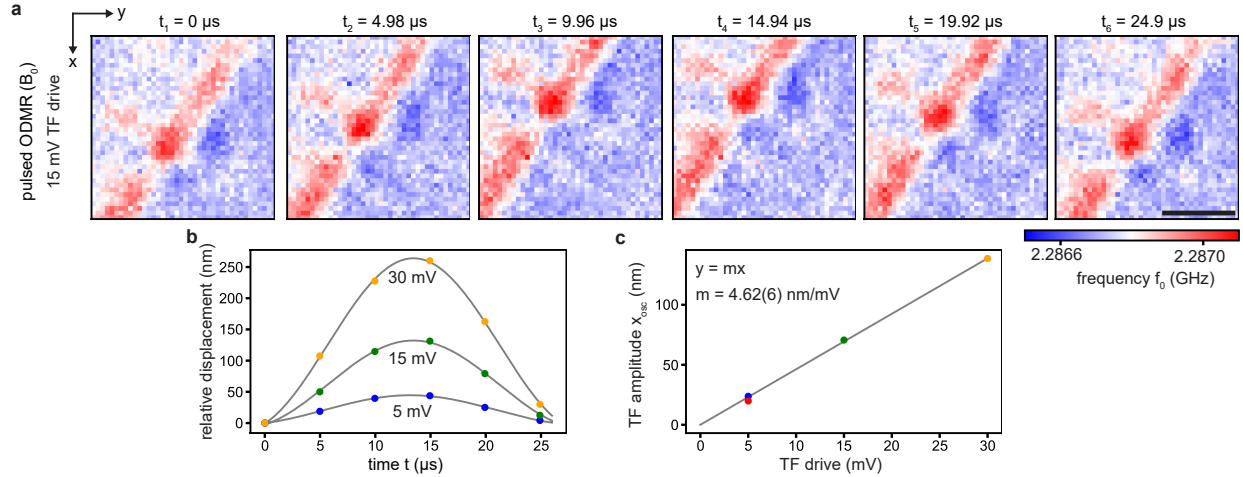 a
y
x
t₁ = 0 µs
t₂ = 4.98 µs
t₃ = 9.96 µs
t₄ = 14.94 µs
t₅ = 19.92 µs
t₆ = 24.9 µs
pulsed ODMR (B₀)
15 mV TF drive
2.2866
2.2870
frequency f₀ (GHz)
b
relative displacement (nm)
250
200
150
100
50
0
30 mV
15 mV
5 mV
0 5 10 15 20 25
time t (µs)
c
TF amplitude xₒₛc (nm)
100
50
0
y = mx
m = 4.62(6) nm/mV
0 5 10 15 20 25 30
TF drive (mV)